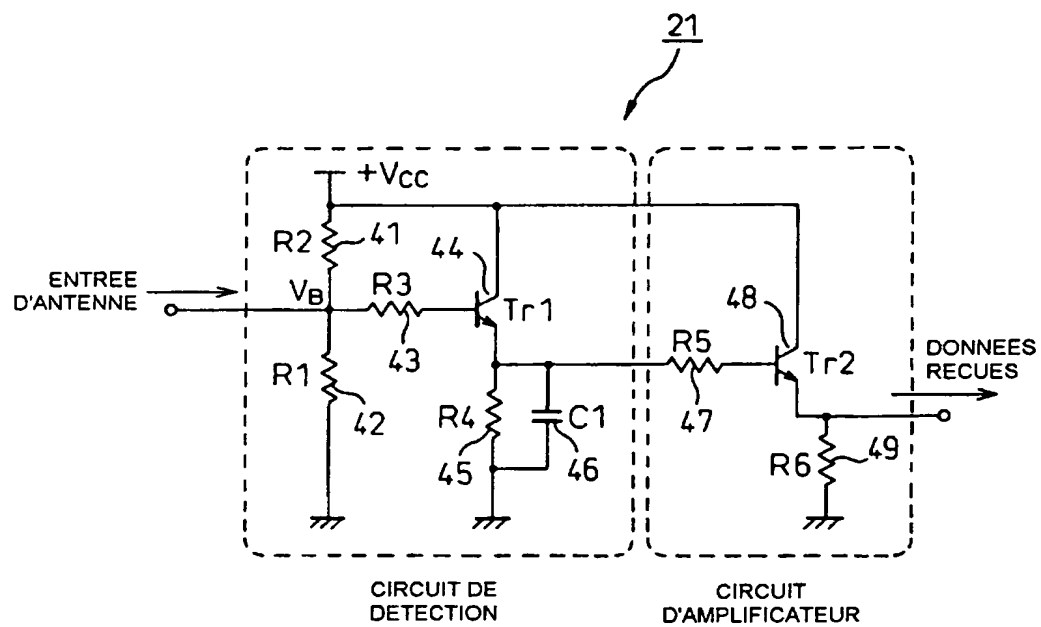 21
+Vcc
R2
41
44
ENTREE
D'ANTENNE
VB
R3
Tr1
43
48
R5
Tr2
DONNEES
RECUES
R1
42
47
R4
C1
45
46
R6
49
CIRCUIT DE
DETECTION
CIRCUIT
D'AMPLIFICATEUR